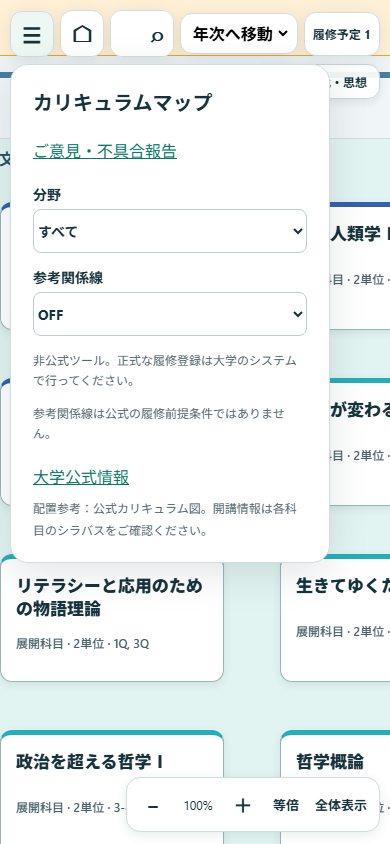 年次へ移動
履修予定 1
・思想
カリキュラムマップ
ご意見・不具合報告
分野
すべて
参考関係線
OFF
非公式ツール。正式な履修登録は大学のシステム
で行ってください。
参考関係線は公式の履修前提条件ではありませ
ん。
大学公式情報
配置参考：公式カリキュラム図。開講情報は各科
目のシラバスをご確認ください。
人類学 I
目・2単位・
が変わる
目・2単位・
リテラシーと応用のため
の物語理論
展開科目・2単位・1Q, 3Q
生きてゆくた
展開科目・2単位・
政治を超える哲学 I
展開科目・2単位・3-
哲学概論
− 100% ＋ 等倍 全体表示